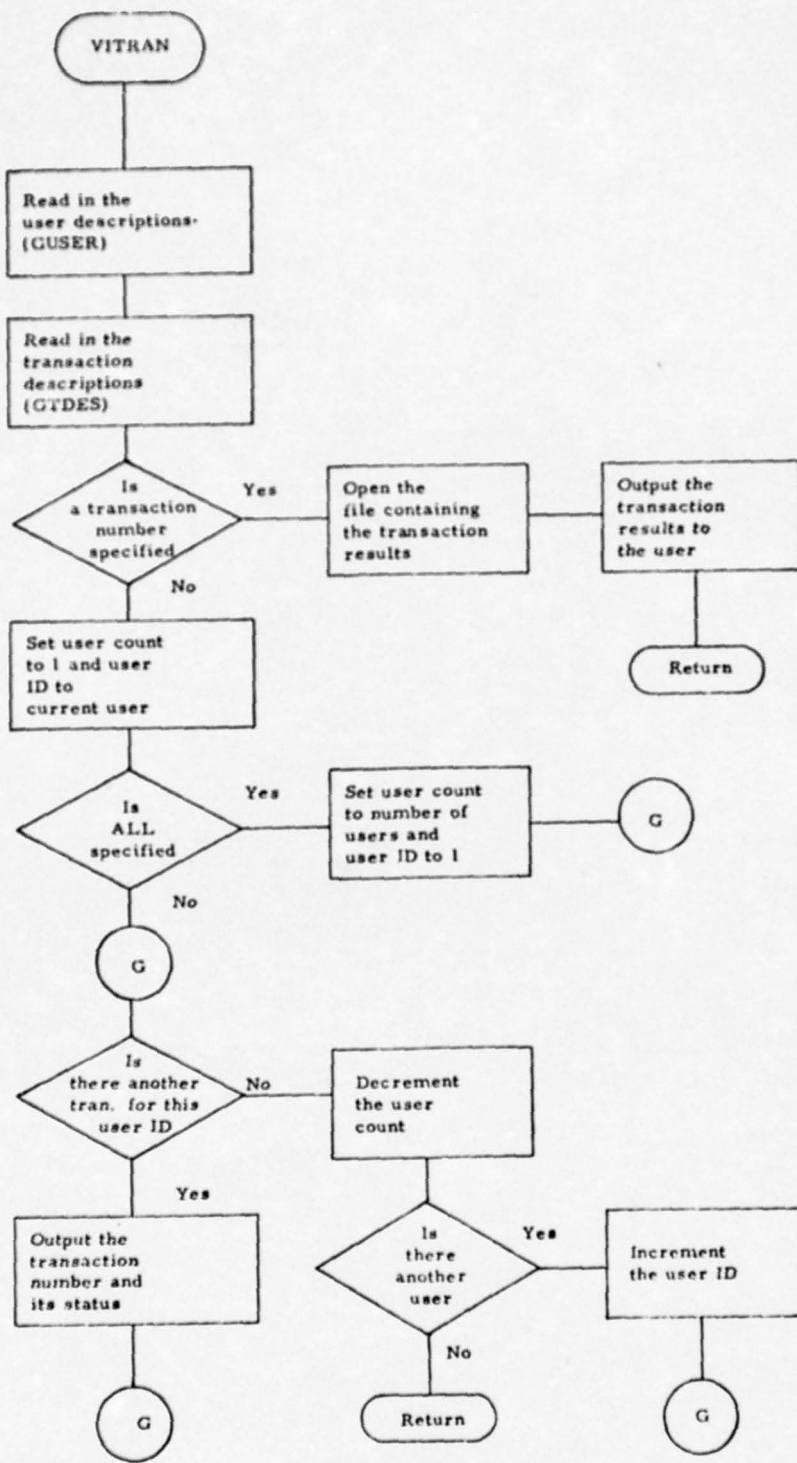 VITRAN
Read in the
user descriptions.
(GUSER)
Read in the
transaction
descriptions
(GTDES)
Is
a transaction
number
specified
Yes
Open the
file containing
the transaction
results
Output the
transaction
results to
the user
No
Return
Set user count
to 1 and user
ID to
current user
Is
ALL
specified
Yes
Set user count
to number of
users and
user ID to 1
G
No
G
Is
there another
tran. for this
user ID
No
Decrement
the user
count
Yes
Output the
transaction
number and
its status
Is
there
another
user
Yes
Increment
the user ID
No
G
Return
G